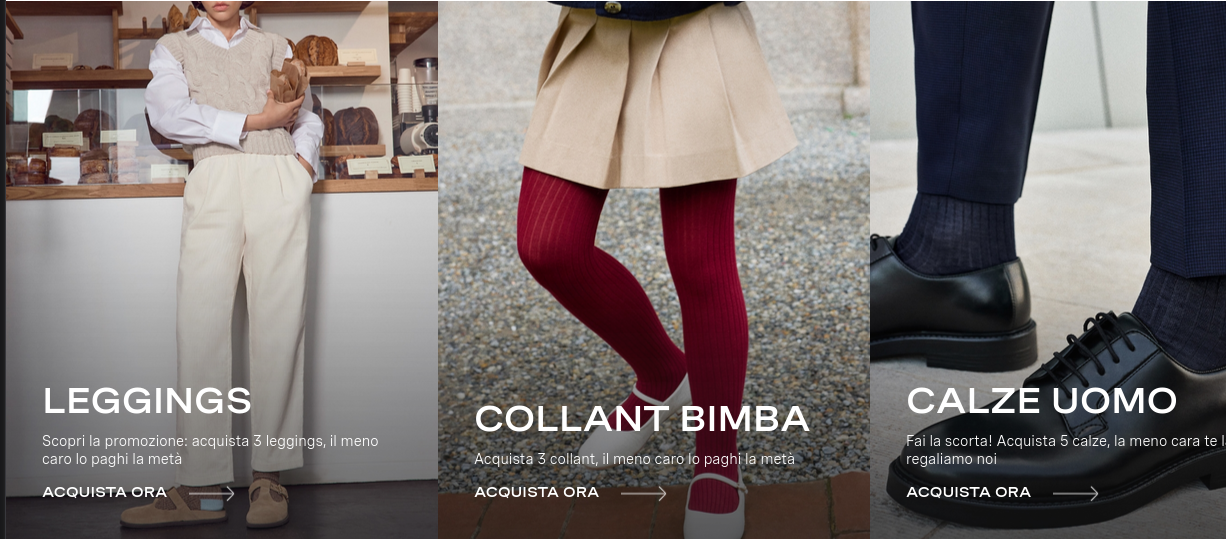 LEGGINGS
Scopri la promozione: acquista 3 leggings, il meno
caro lo paghi la metà
ACQUISTA ORA
COLLANT BIMBA
Acquista 3 collant, il meno caro lo paghi la metà
ACQUISTA ORA
CALZE UOMO
Fai la scorta! Acquista 5 calze, la meno cara te
regaliamo noi
ACQUISTA ORA